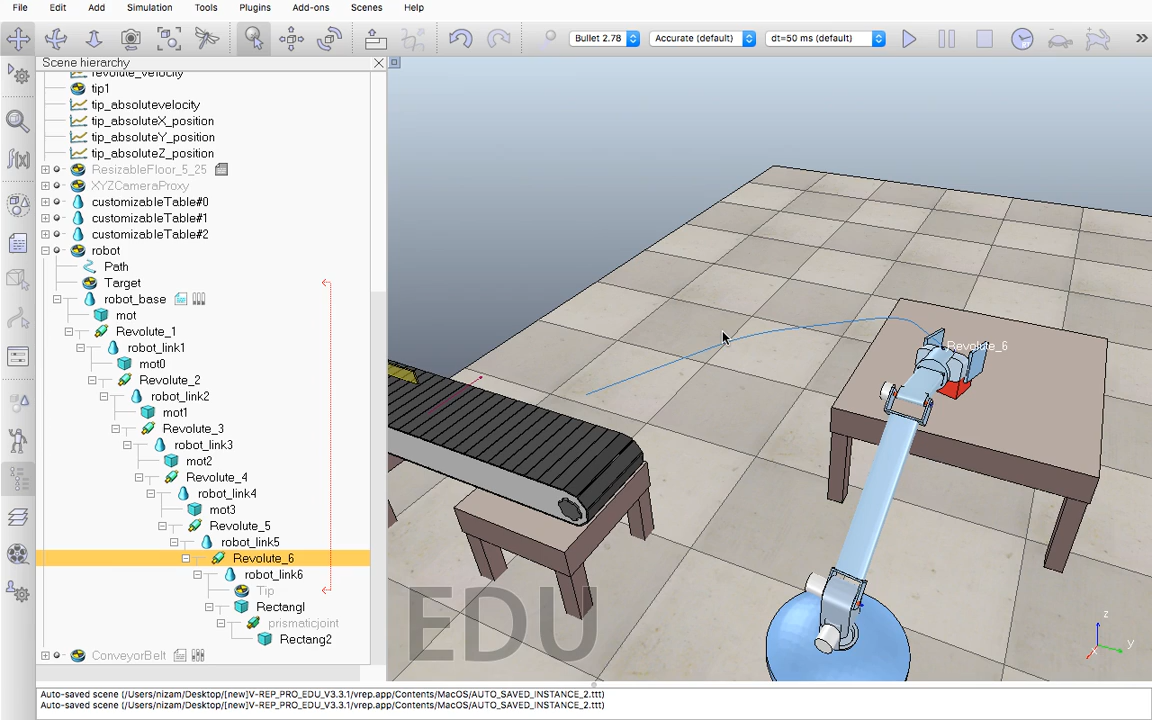 File Edit Simulation Tools Plugins Add-ons Scenes Help
Bullet 2.78 Accurate (default) dt=50 ms (default) »
Scene hierarchy
revolute_velocity
tip1
tip_absolutevelocity
tip_absoluteX_position
tip_absoluteY_position
tip_absoluteZ_position
ResizableFloor_5_25
XYZCameraProxy
customizableTable#0
customizableTable#1
customizableTable#2
robot
Path
Target
robot_base
mot
Revolute_1
robot_link1
mot0
Revolute_2
robot_link2
mot1
Revolute_3
robot_link3
mot2
Revolute_4
robot_link4
mot3
Revolute_5
robot_link5
Revolute_6
robot_link6
Tip
Rectangl
prismaticjoint
Rectang2
ConveyorBelt
Revolute_6
EDU
z
y
x
Auto-saved scene (/Users/nizam/Desktop/[new]V-REP_PRO_EDU_V3.3.1/vrep.app/Contents/MacOS/AUTO_SAVED_INSTANCE_2.ttt)
Auto-saved scene (/Users/nizam/Desktop/[new]V-REP_PRO_EDU_V3.3.1/vrep.app/Contents/MacOS/AUTO_SAVED_INSTANCE_2.ttt)